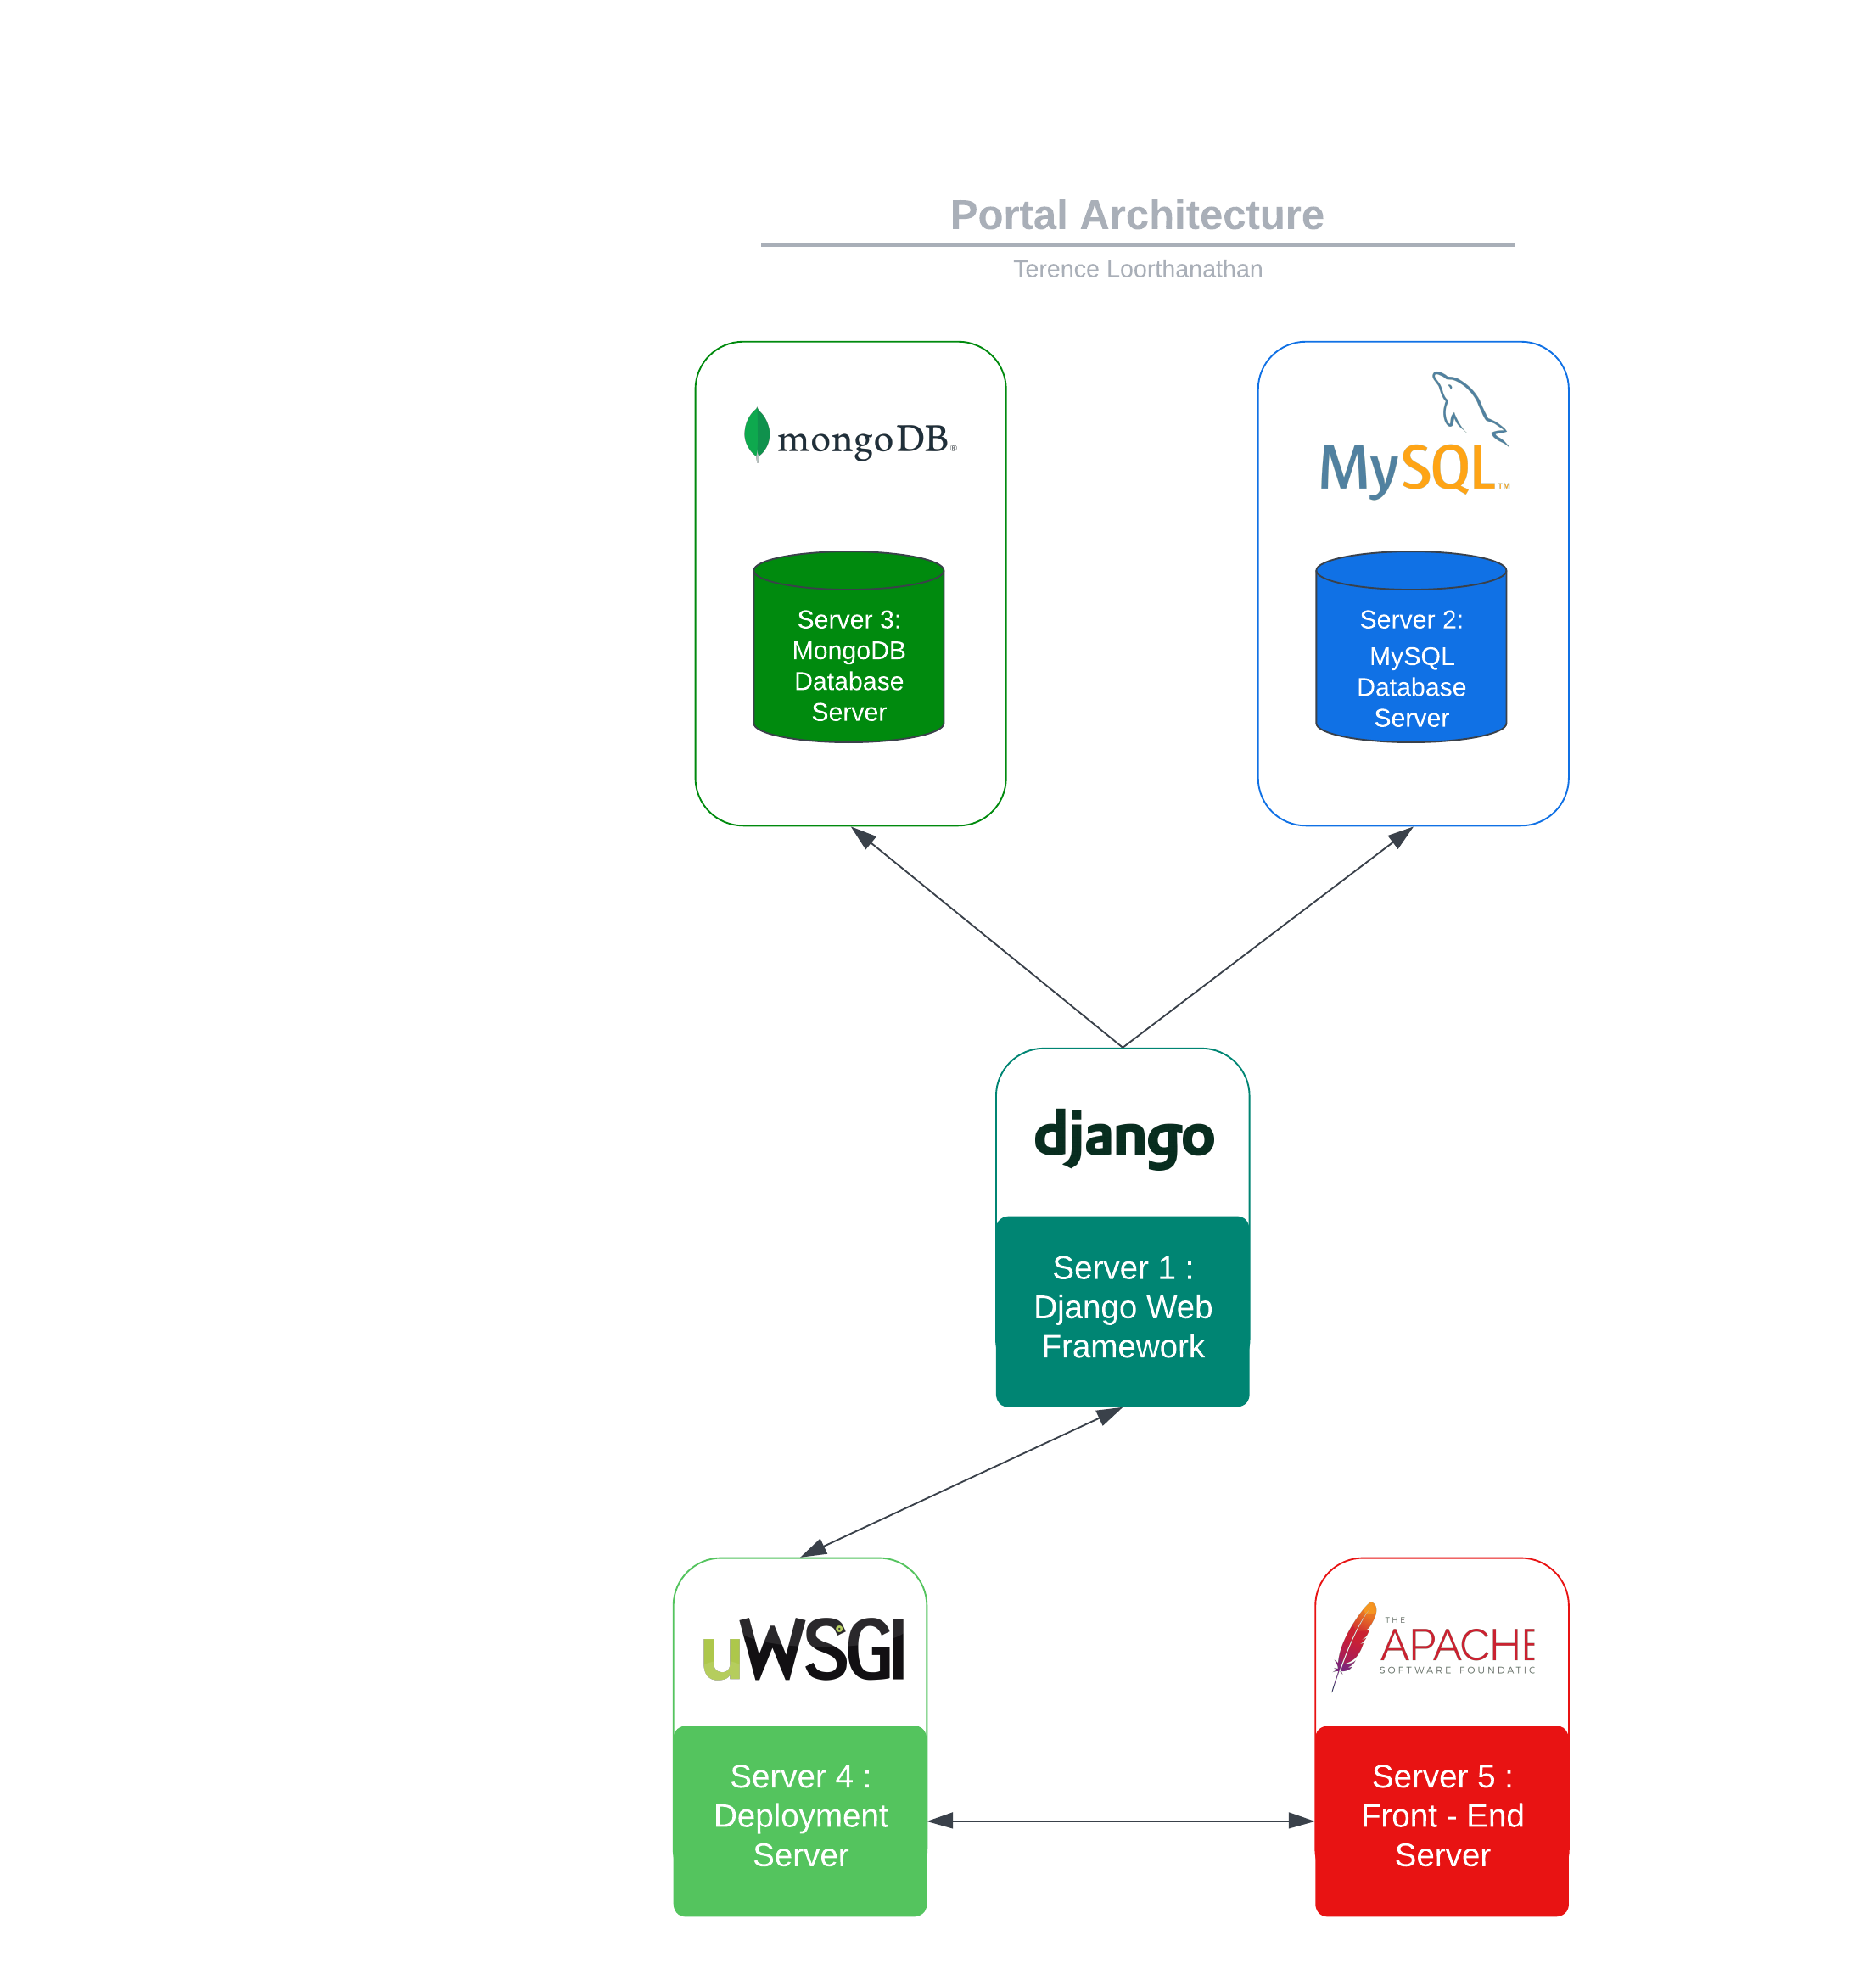 Portal Architecture
Terence Loorthanathan
mongoDB®
MySQL™
Server 3:
MongoDB
Database
Server
Server 2:
MySQL
Database
Server
django
Server 1 :
Django Web
Framework
uWSGI
THE
APACHE
SOFTWARE FOUNDATIC
Server 4 :
Deployment
Server
Server 5 :
Front - End
Server